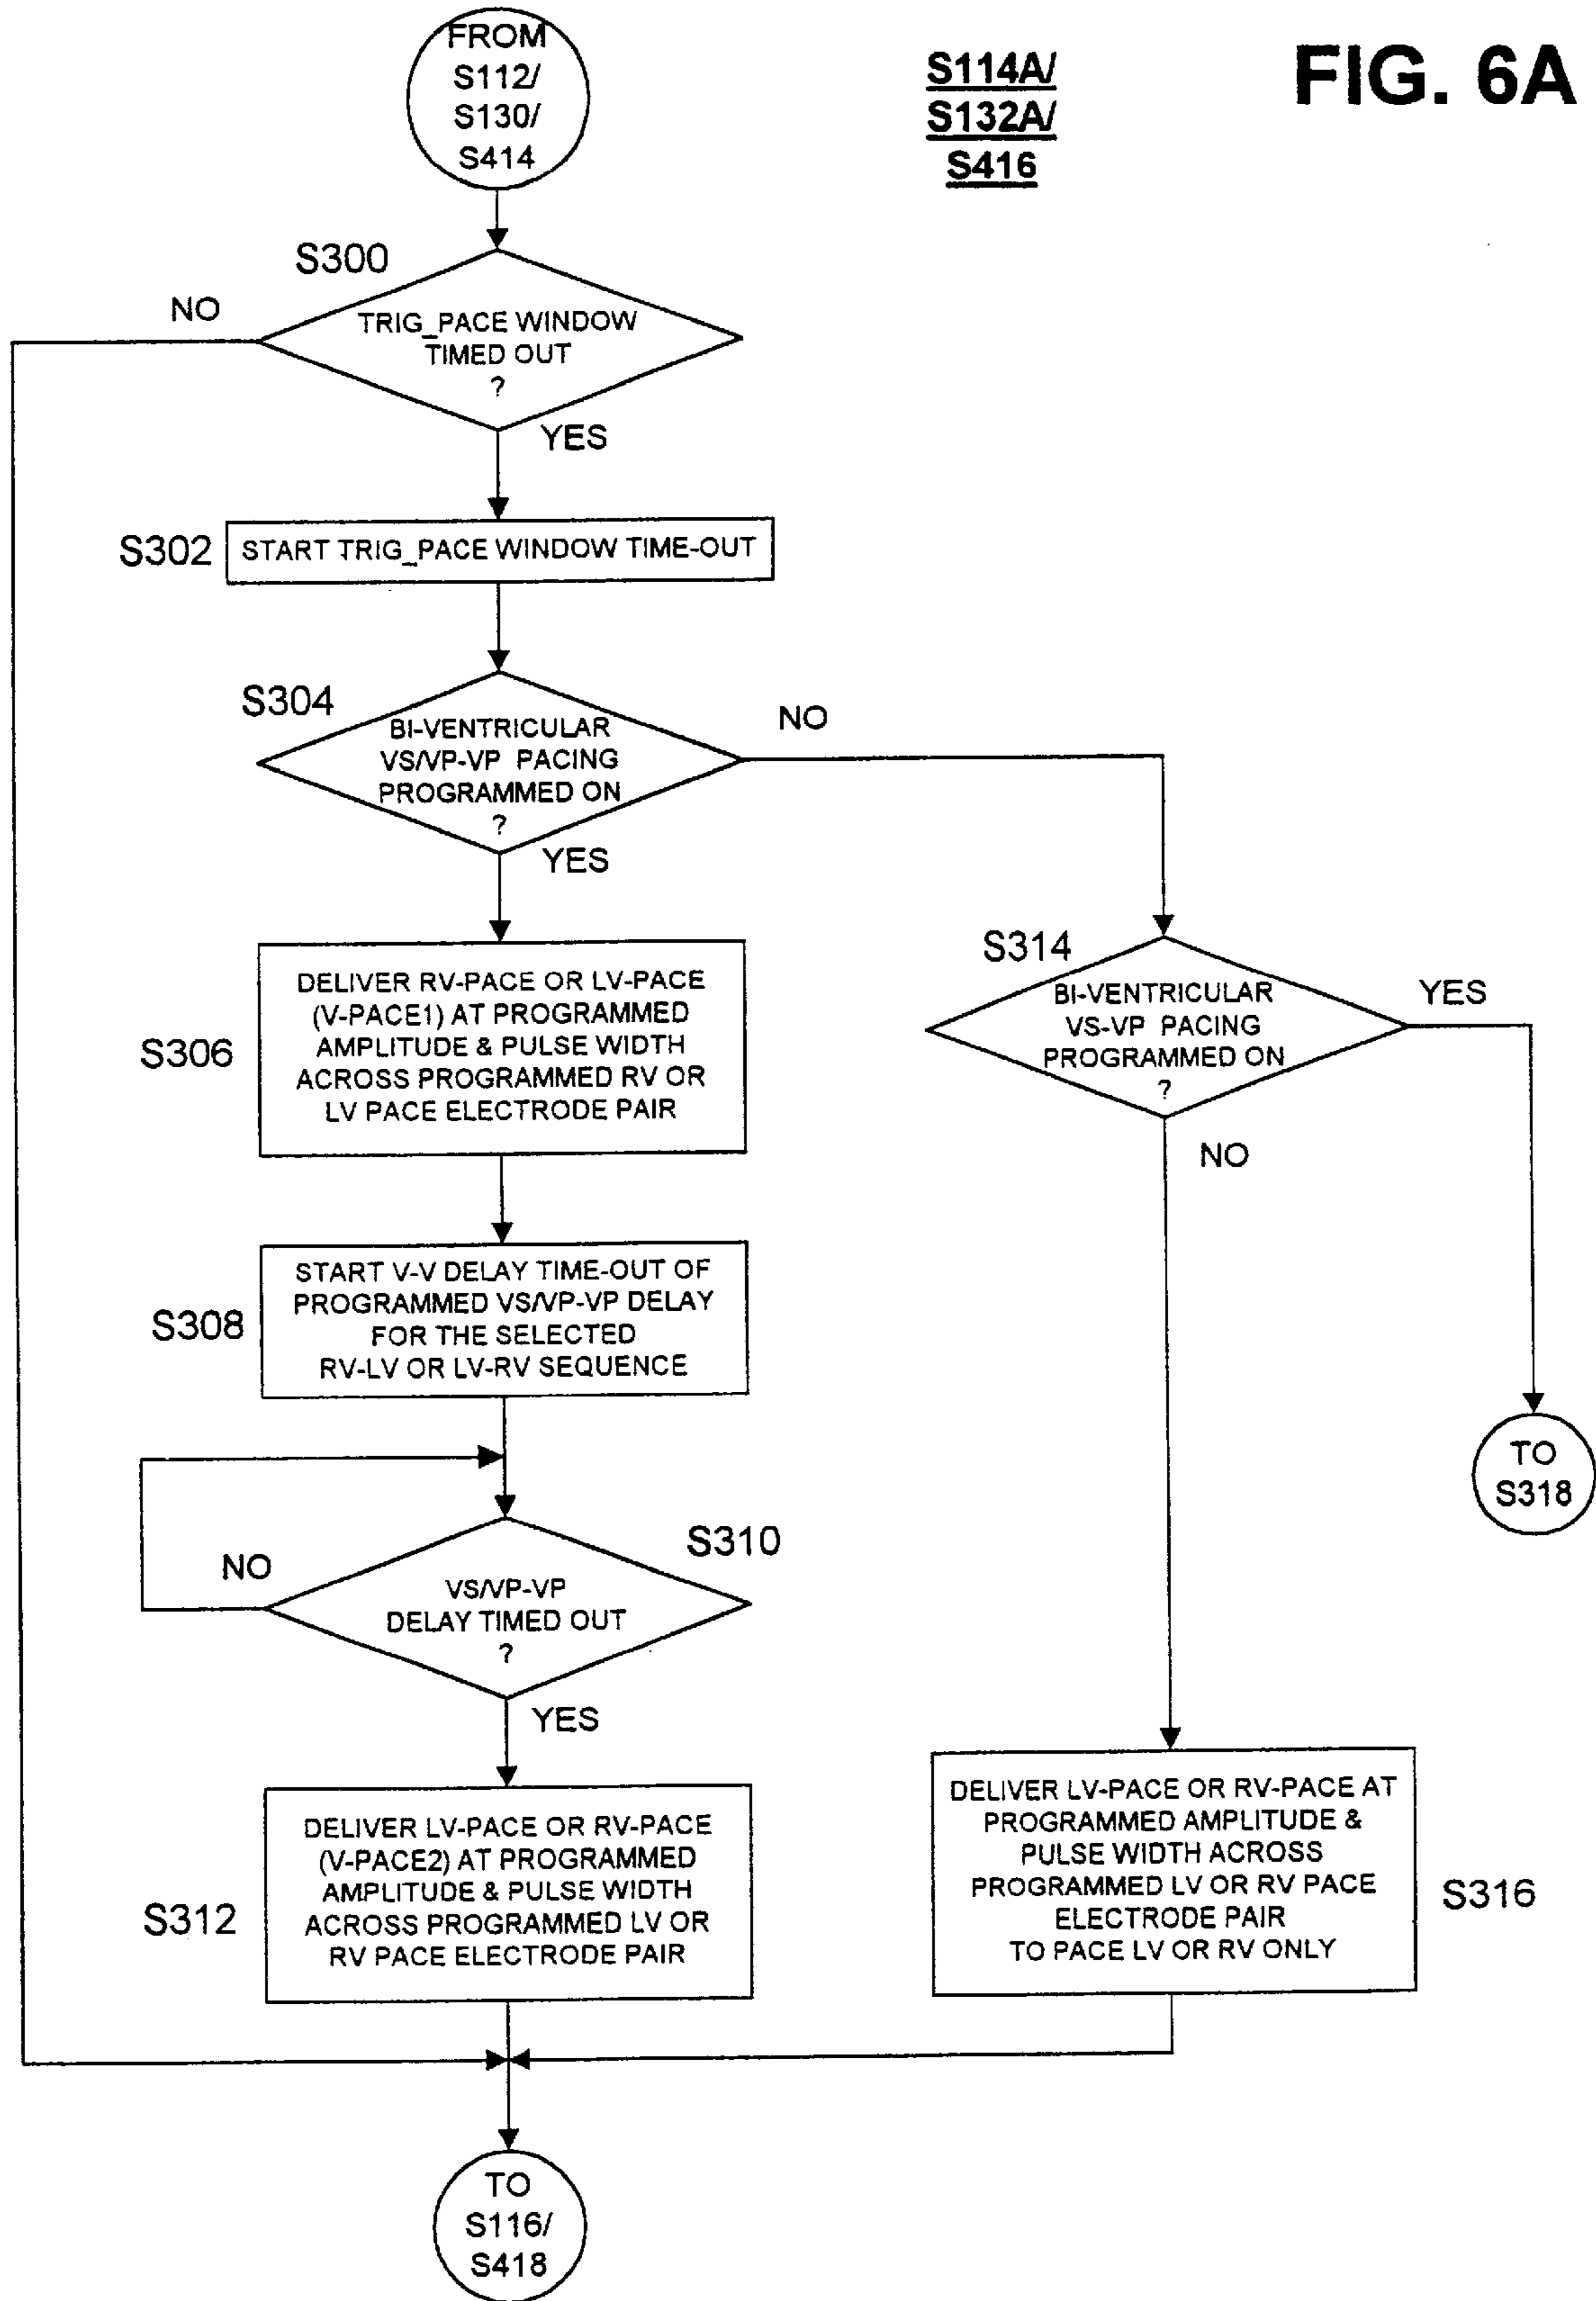 FROM
S112/
S130/
S414
S114A/
S132A/
S416
FIG. 6A
S300
NO
TRIG_PACE WINDOW
TIMED OUT
?
YES
S302
START TRIG_PACE WINDOW TIME-OUT
S304
BI-VENTRICULAR
VS/VP-VP PACING
PROGRAMMED ON
?
NO
YES
S306
DELIVER RV-PACE OR LV-PACE
(V-PACE1) AT PROGRAMMED
AMPLITUDE & PULSE WIDTH
ACROSS PROGRAMMED RV OR
LV PACE ELECTRODE PAIR
S314
BI-VENTRICULAR
VS-VP PACING
PROGRAMMED ON
?
YES
NO
S308
START V-V DELAY TIME-OUT OF
PROGRAMMED VS/VP-VP DELAY
FOR THE SELECTED
RV-LV OR LV-RV SEQUENCE
TO
S318
S310
NO
VS/VP-VP
DELAY TIMED OUT
?
YES
S312
DELIVER LV-PACE OR RV-PACE
(V-PACE2) AT PROGRAMMED
AMPLITUDE & PULSE WIDTH
ACROSS PROGRAMMED LV OR
RV PACE ELECTRODE PAIR
DELIVER LV-PACE OR RV-PACE AT
PROGRAMMED AMPLITUDE &
PULSE WIDTH ACROSS
PROGRAMMED LV OR RV PACE
ELECTRODE PAIR
TO PACE LV OR RV ONLY
S316
TO
S116/
S418